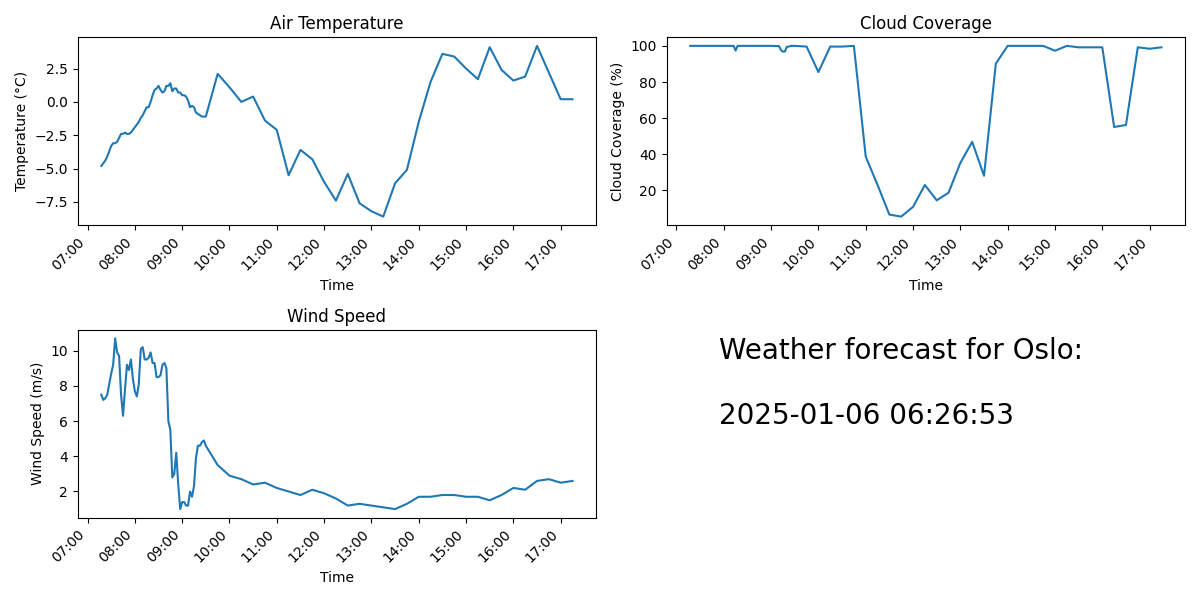 Air Temperature
Temperature (°C)
2.5
0.0
−2.5
−5.0
−7.5
07:00 08:00 09:00 10:00 11:00 12:00 13:00 14:00 15:00 16:00 17:00
Time
Cloud Coverage
Cloud Coverage (%)
100
80
60
40
20
07:00 08:00 09:00 10:00 11:00 12:00 13:00 14:00 15:00 16:00 17:00
Time
Wind Speed
Wind Speed (m/s)
10
8
6
4
2
07:00 08:00 09:00 10:00 11:00 12:00 13:00 14:00 15:00 16:00 17:00
Time
Weather forecast for Oslo:
2025-01-06 06:26:53